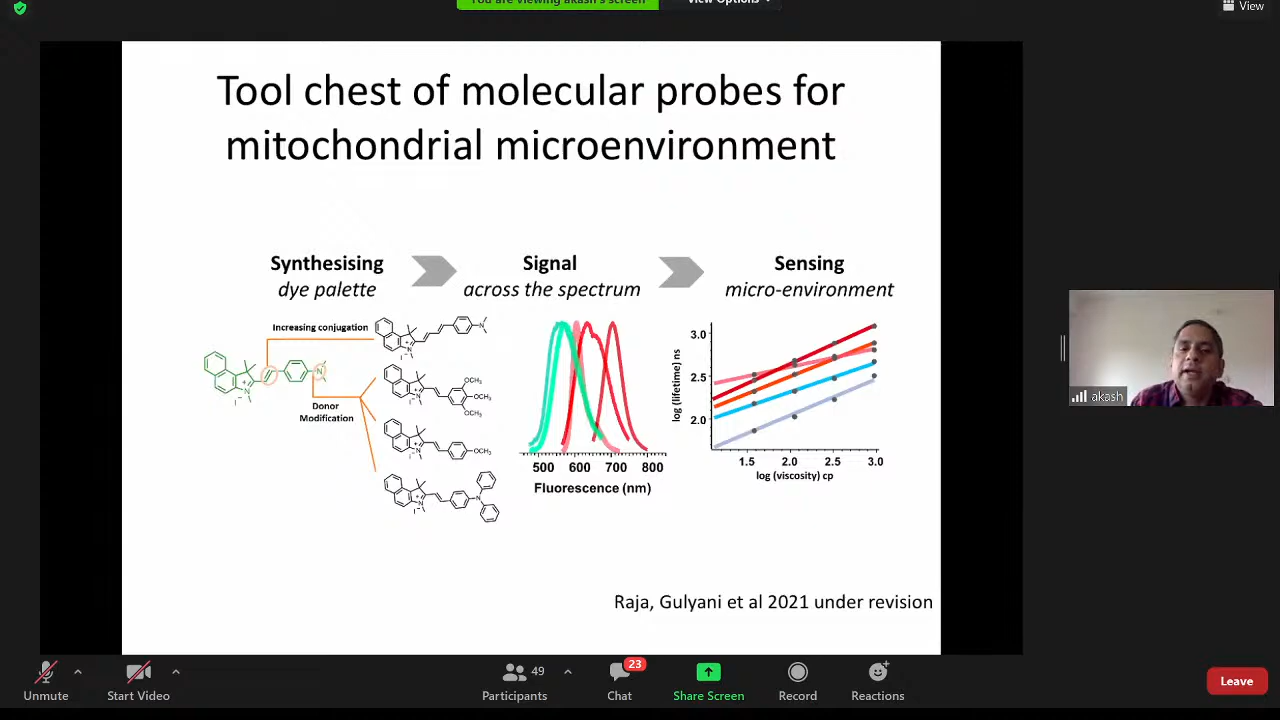 You are viewing akash's screen
View Options
View
Tool chest of molecular probes for
mitochondrial microenvironment
Synthesising
dye palette
Signal
across the spectrum
Sensing
micro-environment
Increasing conjugation
Donor
Modification
OCH₃
OCH₃
OCH₃
OCH₃
500 600 700 800
Fluorescence (nm)
log (lifetime) ns
3.0
2.5
2.0
1.5 2.0 2.5 3.0
log (viscosity) cp
Raja, Gulyani et al 2021 under revision
akash
Unmute
Start Video
49
Participants
23
Chat
Share Screen
Record
Reactions
Leave